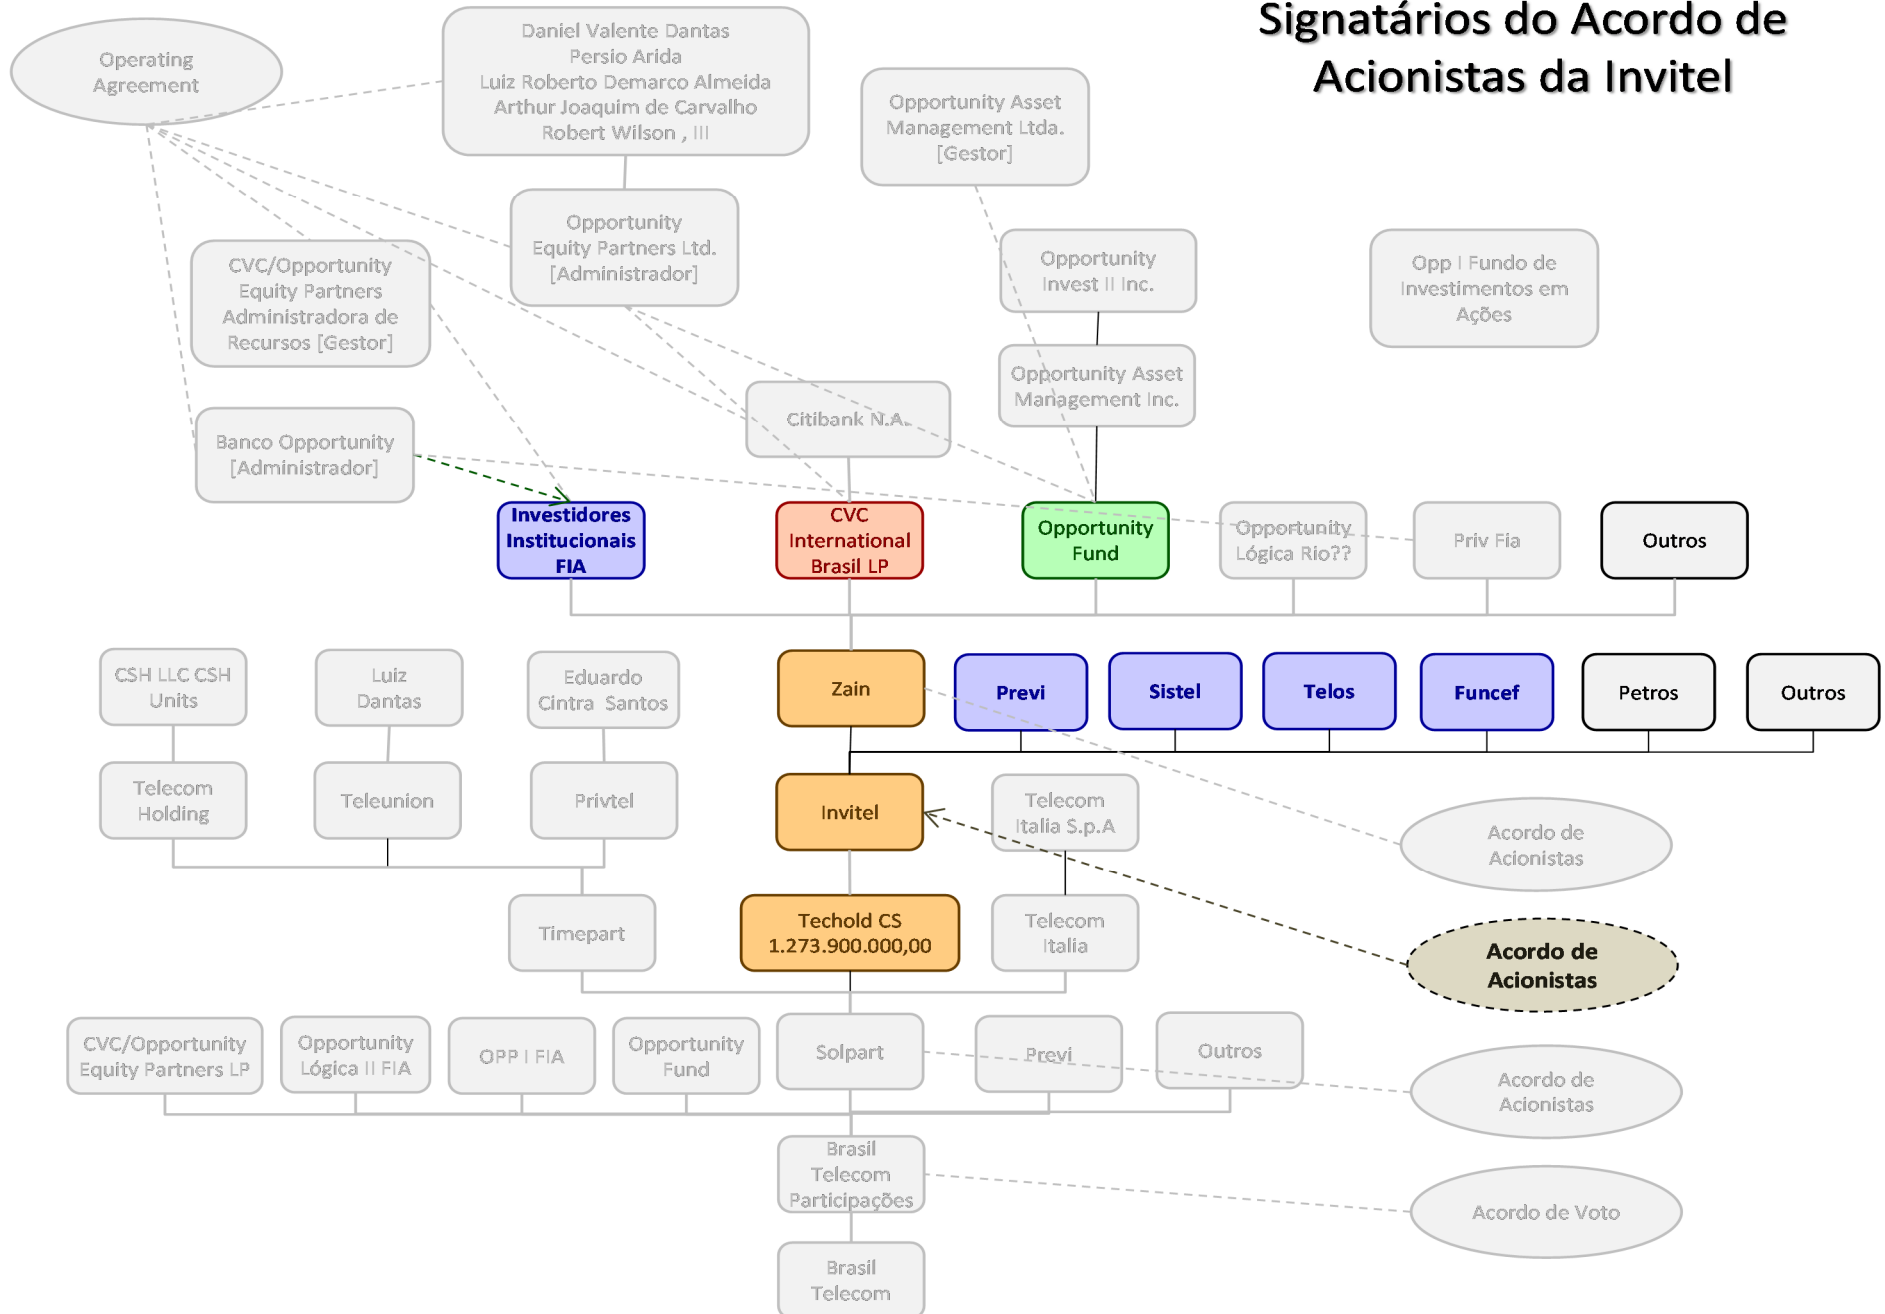 Signatários do Acordo de
Acionistas da Invitel
Operating
Agreement
Daniel Valente Dantas
Persio Arida
Luiz Roberto Demarco Almeida
Arthur Joaquim de Carvalho
Robert Wilson , III
Opportunity Asset
Management Ltda.
[Gestor]
Opportunity
Equity Partners Ltd.
[Administrador]
CVC/Opportunity
Equity Partners
Administradora de
Recursos [Gestor]
Opportunity
Invest II Inc.
Opp I Fundo de
Investimentos em
Ações
Opportunity Asset
Management Inc.
Citibank N.A.
Banco Opportunity
[Administrador]
Investidores
Institucionais
FIA
CVC
International
Brasil LP
Opportunity
Fund
Opportunity
Lógica Rio??
Priv Fia
Outros
CSH LLC CSH
Units
Luiz
Dantas
Eduardo
Cintra Santos
Zain
Previ
Sistel
Telos
Funcef
Petros
Outros
Telecom
Holding
Teleunion
Privtel
Invitel
Telecom
Italia S.p.A
Acordo de
Acionistas
Timepart
Techold CS
1.273.900.000,00
Telecom
Italia
Acordo de
Acionistas
CVC/Opportunity
Equity Partners LP
Opportunity
Lógica II FIA
OPP I FIA
Opportunity
Fund
Solpart
Previ
Outros
Acordo de
Acionistas
Brasil
Telecom
Participações
Acordo de Voto
Brasil
Telecom